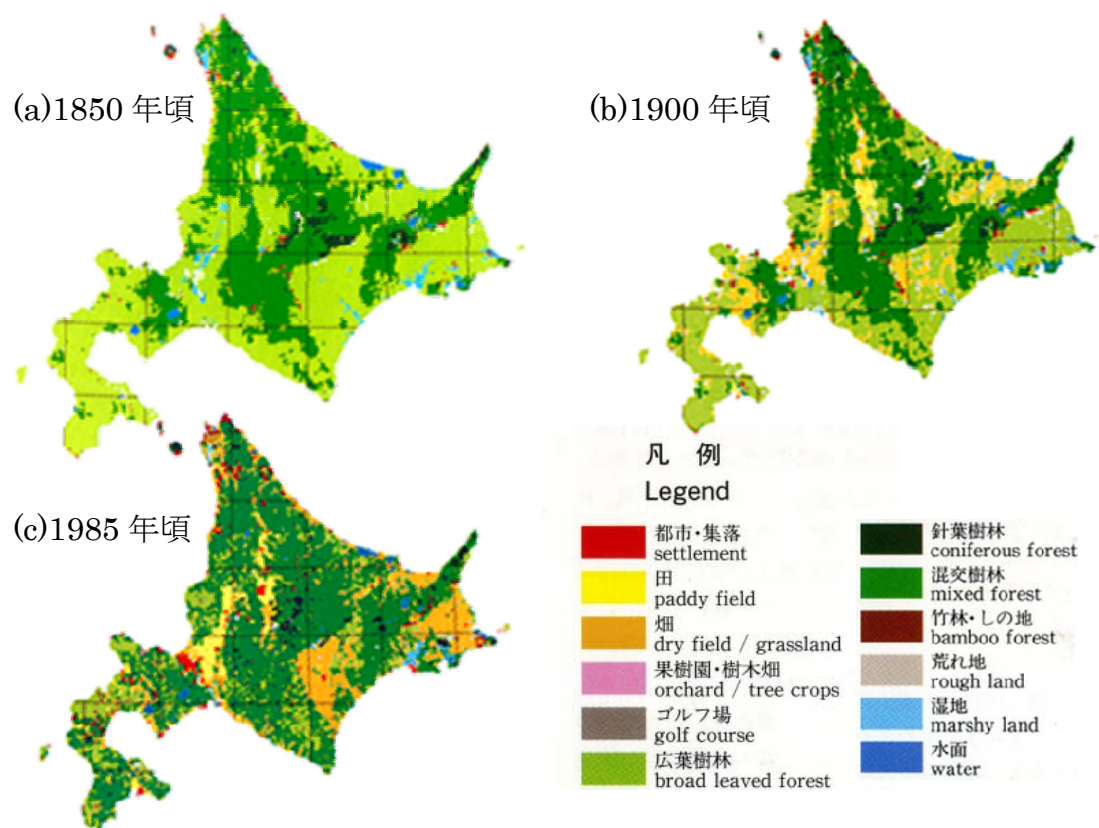 (a)1850 年頃
(b)1900 年頃
(c)1985 年頃
凡 例
Legend
都市・集落
settlement
田
paddy field
畑
dry field / grassland
果樹園・樹木畑
orchard / tree crops
ゴルフ場
golf course
広葉樹林
broad leaved forest
針葉樹林
coniferous forest
混交樹林
mixed forest
竹林・しの地
bamboo forest
荒れ地
rough land
湿地
marshy land
水面
water